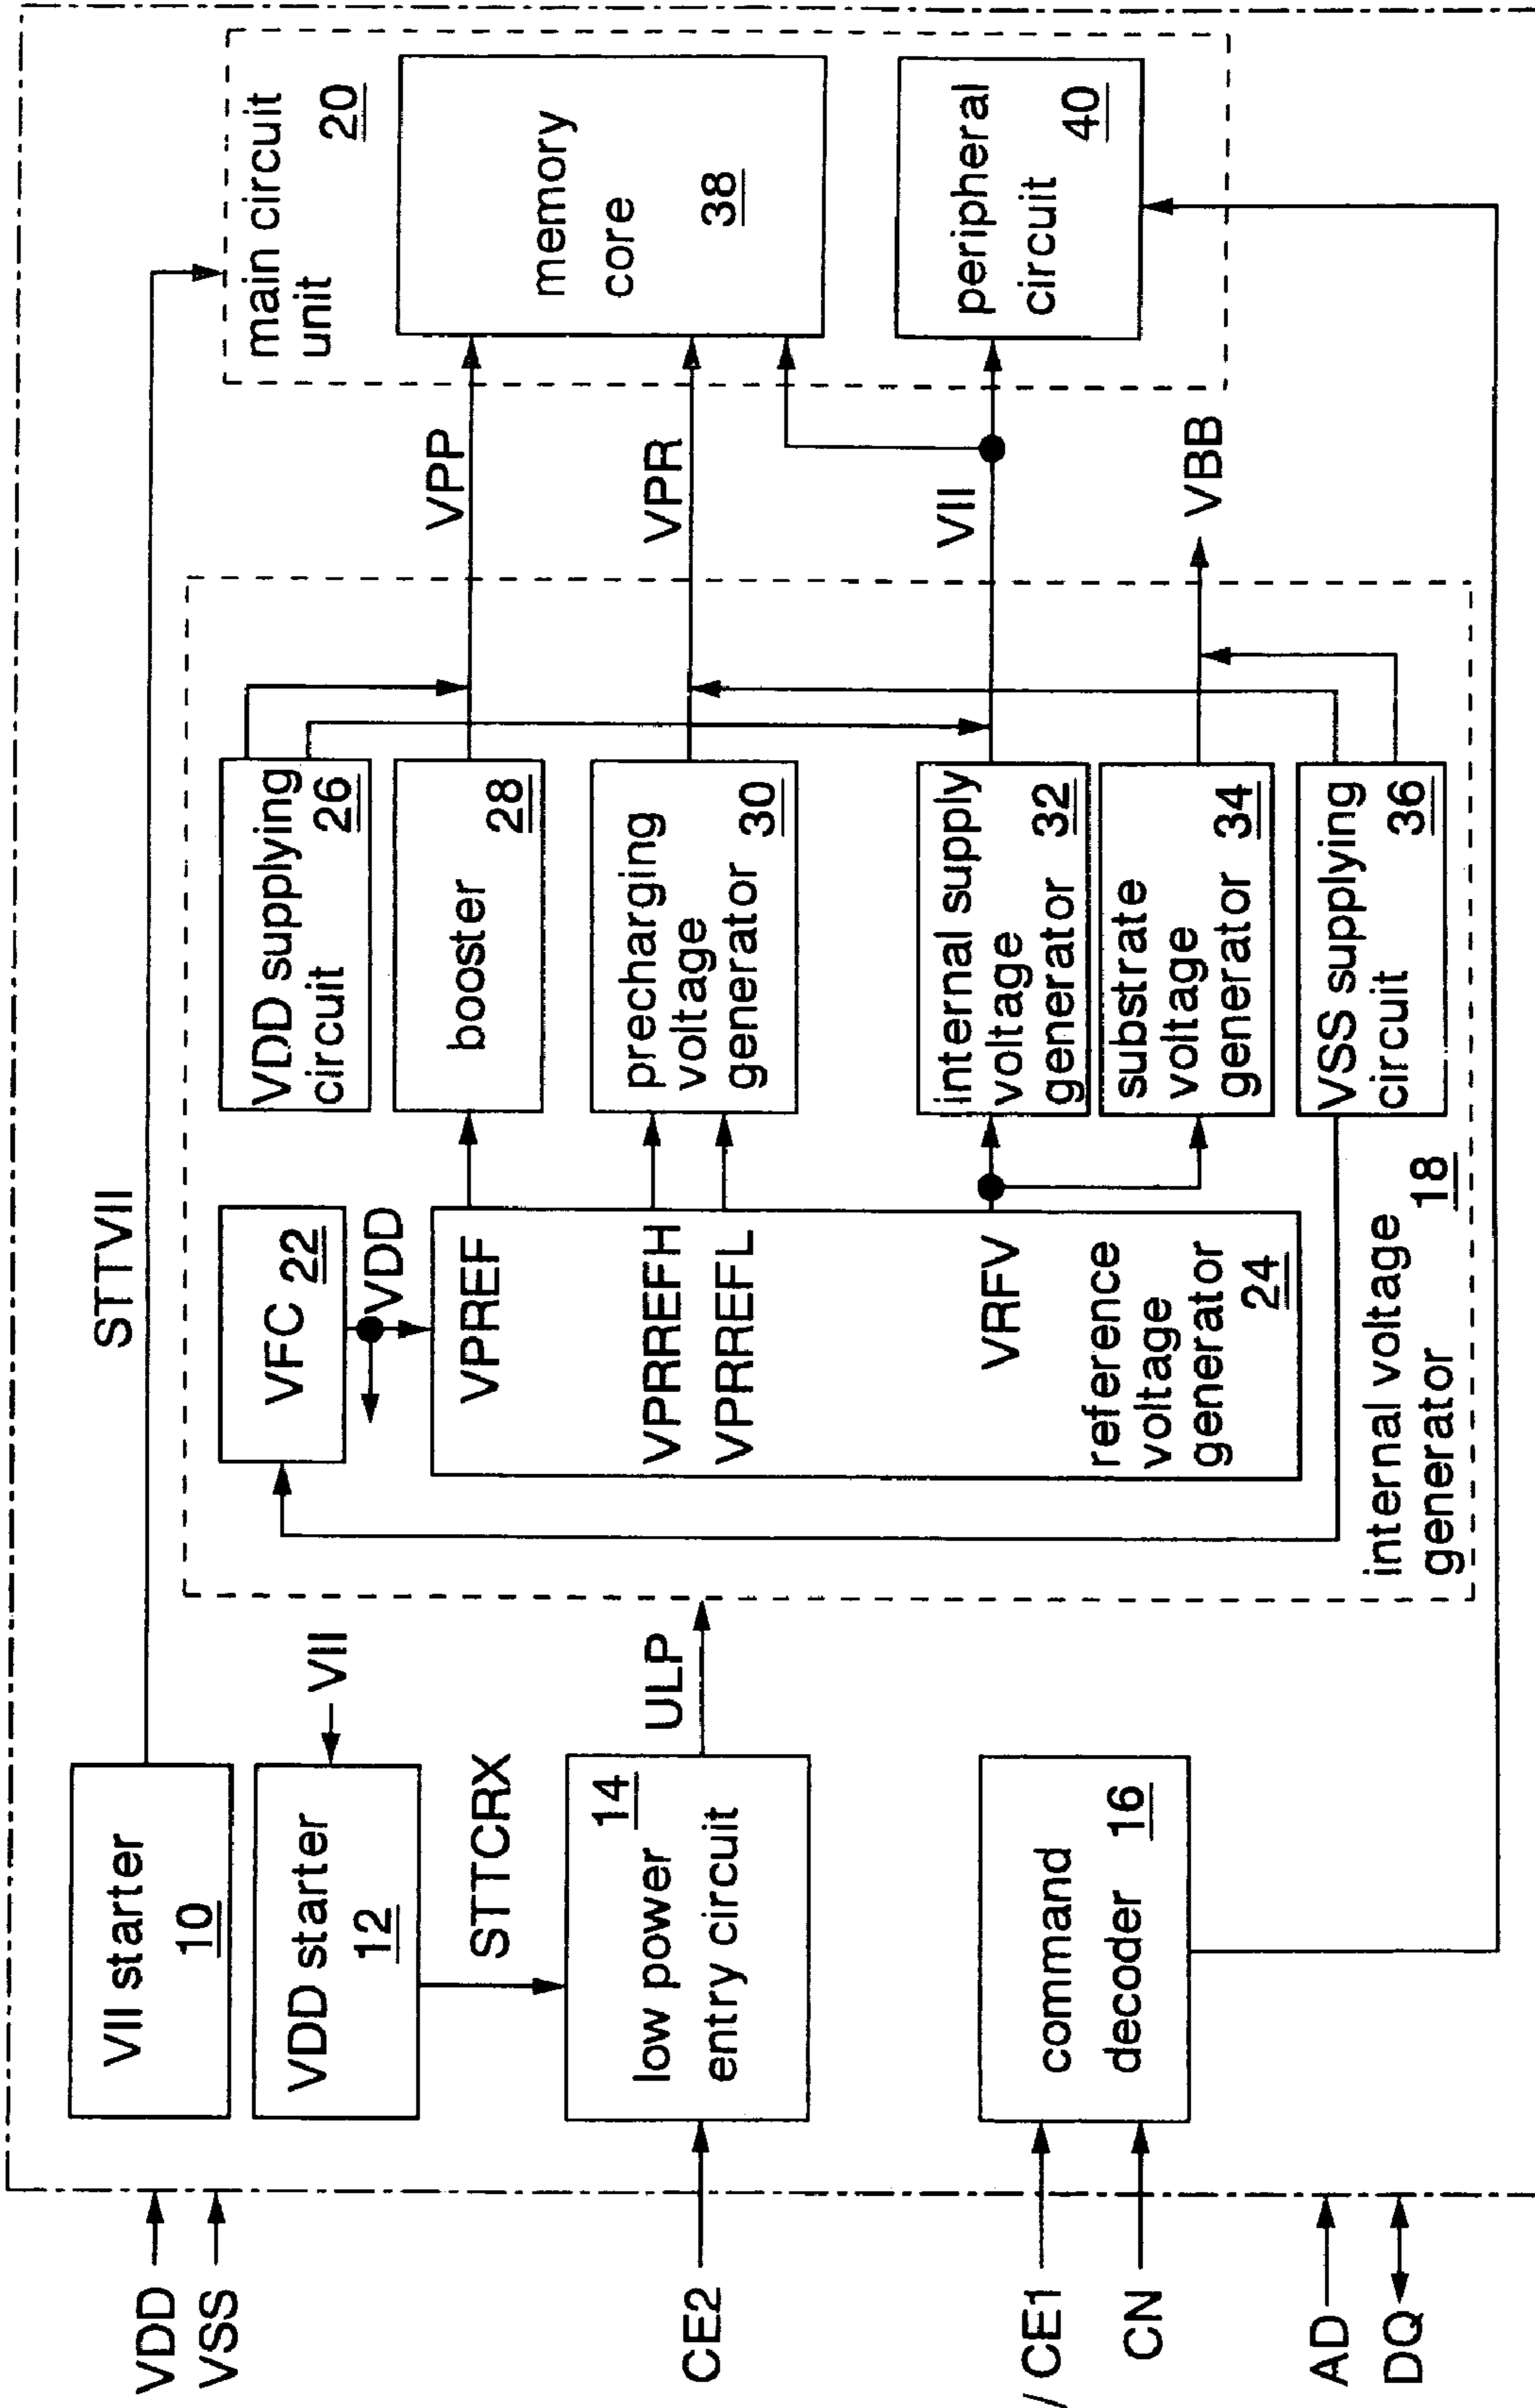 VDD
VSS
CE2
/ CE1
CN
AD
DQ
VII starter
10
VDD starter
12
VII
STTCRX
14
low power
entry circuit
ULP
command
decoder 16
STTVII
VFC 22
VDD
VPREF
VPRREFH
VPRREFL
VRFV
reference
voltage
generator
24
internal voltage
generator 18
VDD supplying
circuit 26
booster 28
precharging
voltage
generator 30
internal supply
voltage
generator 32
substrate
voltage
generator 34
VSS supplying
circuit 36
VPP
VPR
VII
VBB
main circuit
unit 20
memory
core 38
peripheral
circuit 40